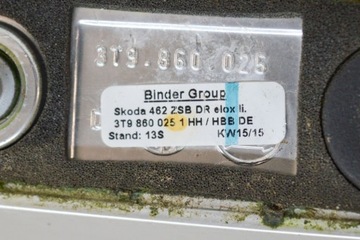 3T9.860.025
Binder Group
Skoda 462 ZSB DR elox li.
3T9 860 025 1 HH / HBB DE
Stand: 13S KW15/15